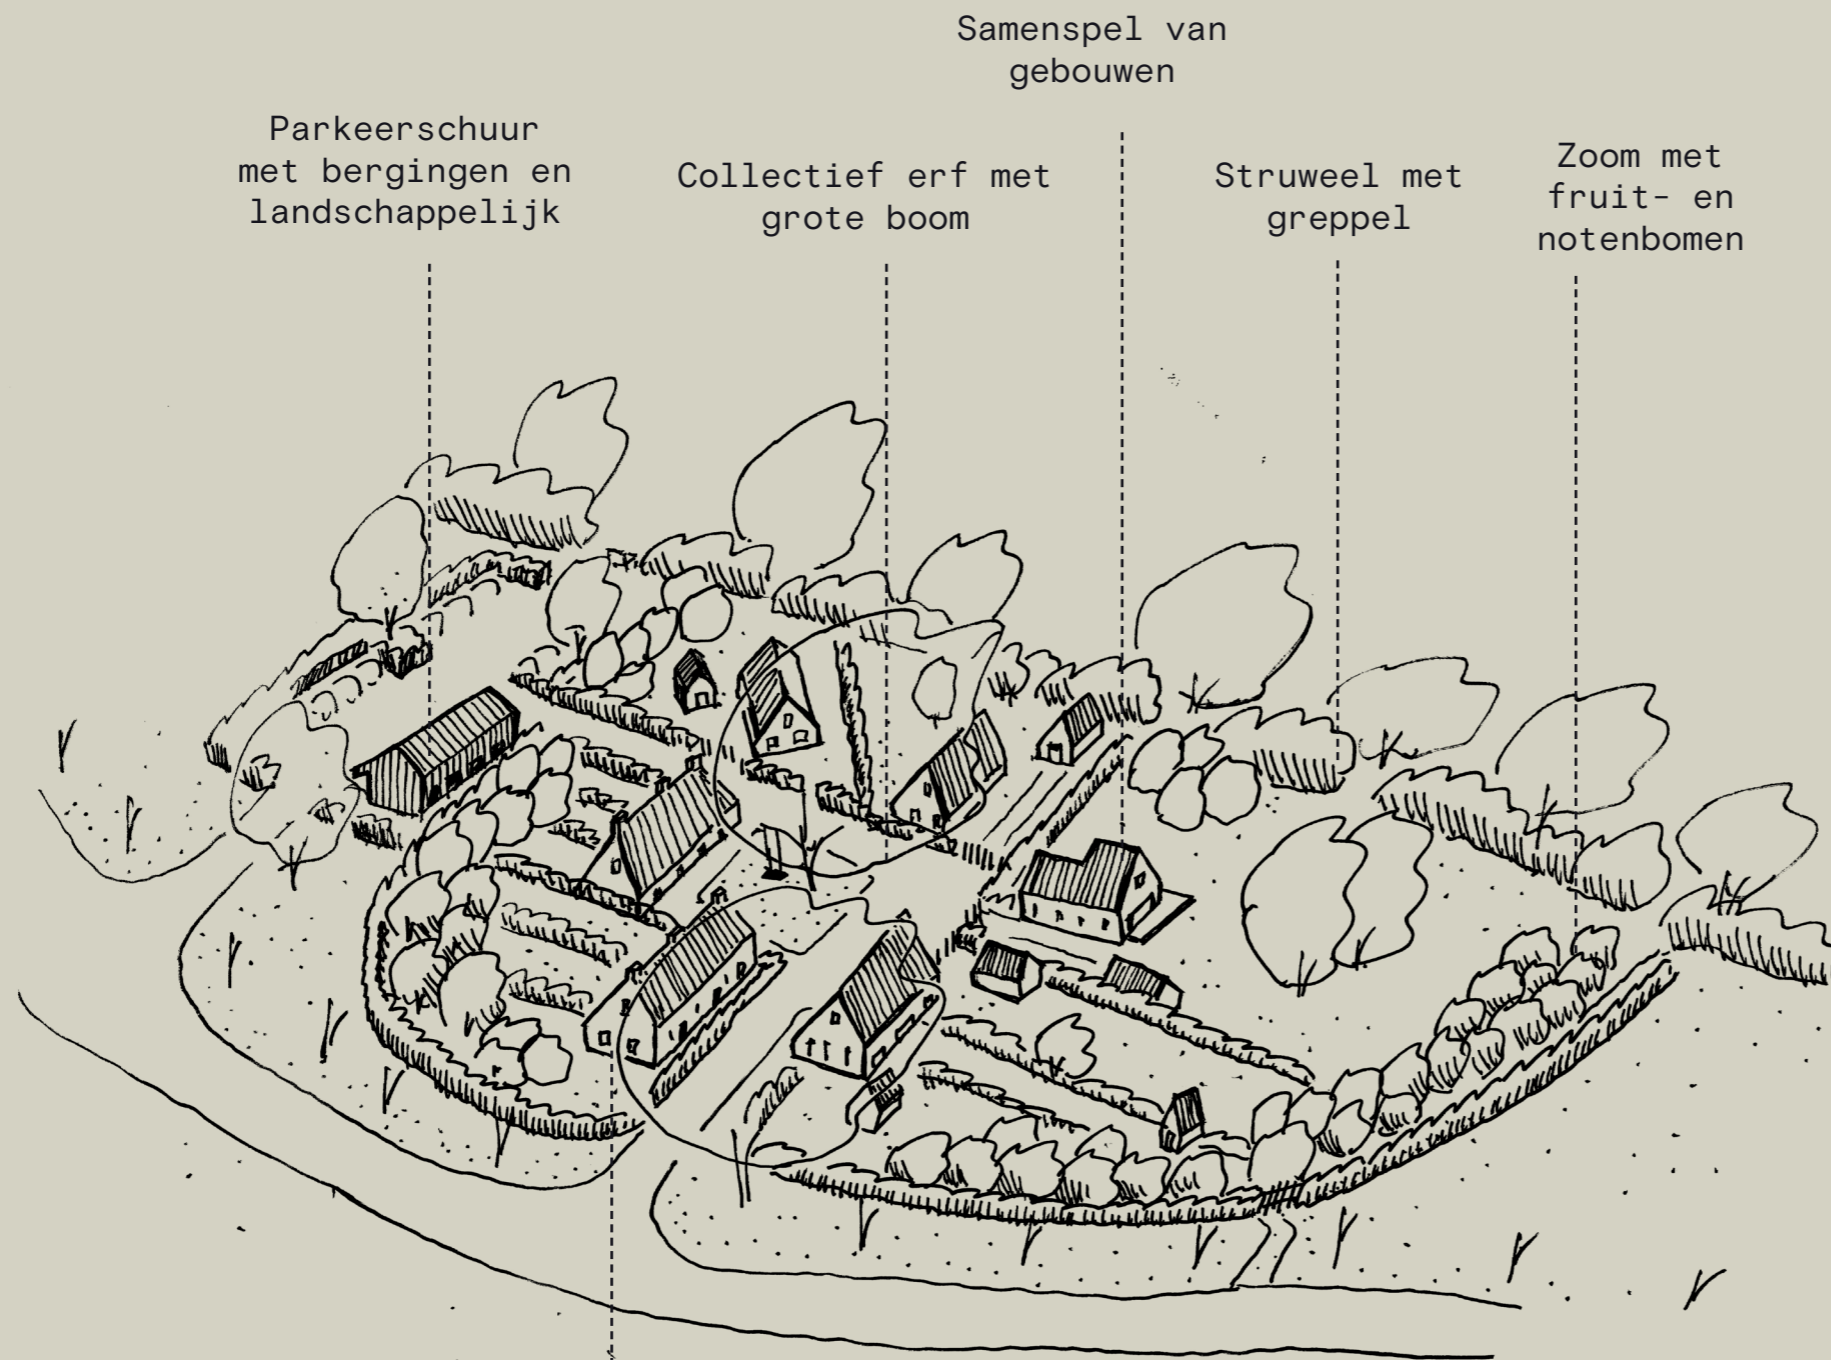 Samenspel van
gebouwen
Parkeerschuur
met bergingen en
landschappelijk
Collectief erf met
grote boom
Struweel met
greppel
Zoom met
fruit- en
notenbomen